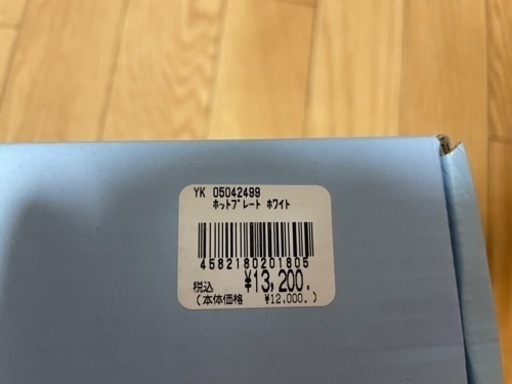 YK 05042499
ホットプレート ホワイト
4582180201805
税込 ¥13,200.
(本体価格 ¥12,000.)